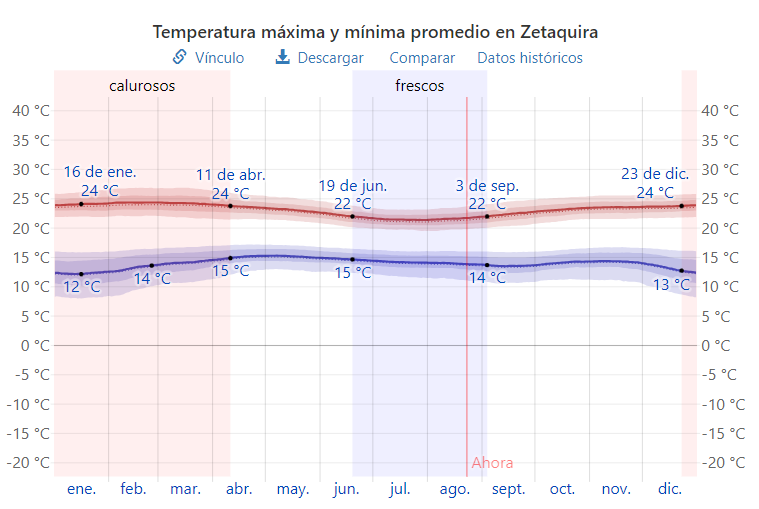 Temperatura máxima y mínima promedio en Zetaquira
Vínculo Descargar Comparar Datos históricos
calurosos frescos
40 °C 40 °C
35 °C 35 °C
30 °C 30 °C
16 de ene. 11 de abr. 19 de jun. 3 de sep. 23 de dic.
25 °C 24 °C 24 °C 22 °C 22 °C 24 °C 25 °C
20 °C 20 °C
15 °C 15 °C
12 °C 14 °C 15 °C 15 °C 14 °C 13 °C
10 °C 10 °C
5 °C 5 °C
0 °C 0 °C
-5 °C -5 °C
-10 °C -10 °C
-15 °C -15 °C
-20 °C Ahora -20 °C
ene. feb. mar. abr. may. jun. jul. ago. sept. oct. nov. dic.